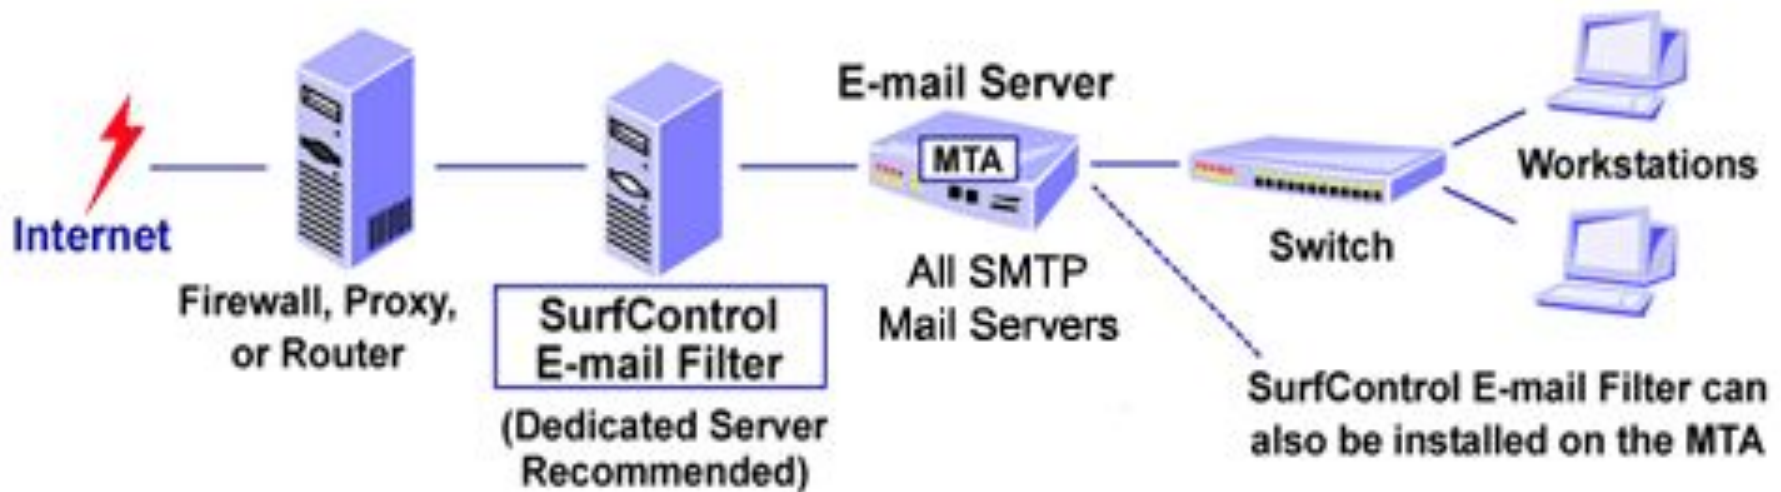 Internet
Firewall, Proxy,
or Router
SurfControl
E-mail Filter
(Dedicated Server
Recommended)
E-mail Server
MTA
All SMTP
Mail Servers
Switch
Workstations
SurfControl E-mail Filter can
also be installed on the MTA